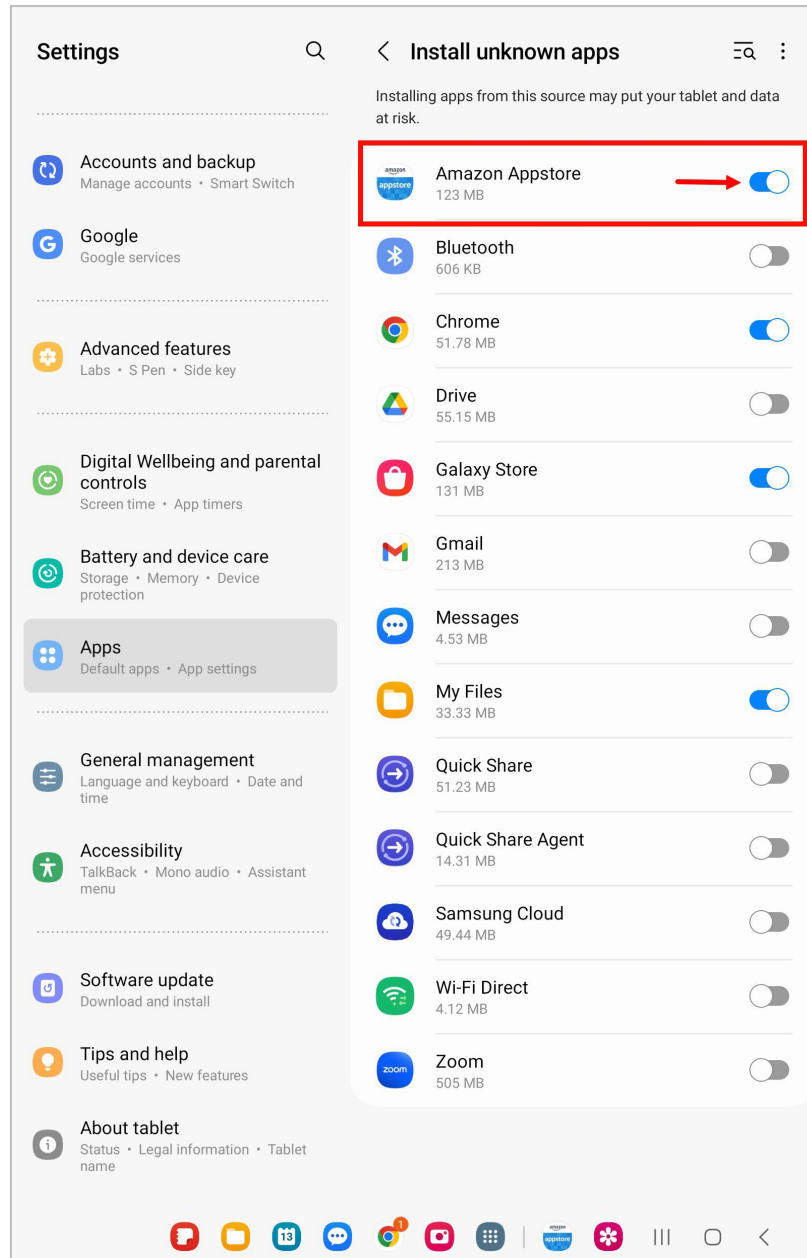 Settings
Accounts and backup
Manage accounts • Smart Switch
Google
Google services
Advanced features
Labs • S Pen • Side key
Digital Wellbeing and parental
controls
Screen time • App timers
Battery and device care
Storage • Memory • Device
protection
Apps
Default apps • App settings
General management
Language and keyboard • Date and
time
Accessibility
TalkBack • Mono audio • Assistant
menu
Software update
Download and install
Tips and help
Useful tips • New features
About tablet
Status • Legal information • Tablet
name
Install unknown apps
Installing apps from this source may put your tablet and data
at risk.
amazon
appstore
Amazon Appstore
123 MB
Bluetooth
606 KB
Chrome
51.78 MB
Drive
55.15 MB
Galaxy Store
131 MB
Gmail
213 MB
Messages
4.53 MB
My Files
33.33 MB
Quick Share
51.23 MB
Quick Share Agent
14.31 MB
Samsung Cloud
49.44 MB
Wi-Fi Direct
4.12 MB
zoom
Zoom
505 MB
13
1
amazon
appstore